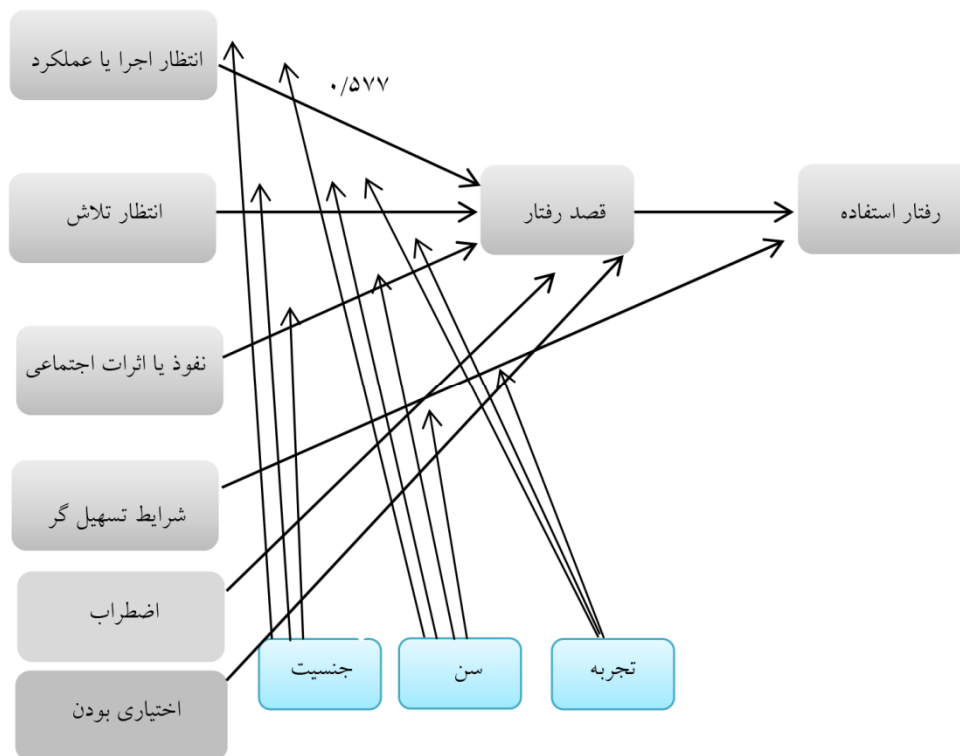 انتظار اجرا یا عملکرد
۰/۵۷۷
انتظار تلاش
قصد رفتار
رفتار استفاده
نفوذ یا اثرات اجتماعی
شرایط تسهیل گر
اضطراب
جنسیت
سن
تجربه
اختیاری بودن